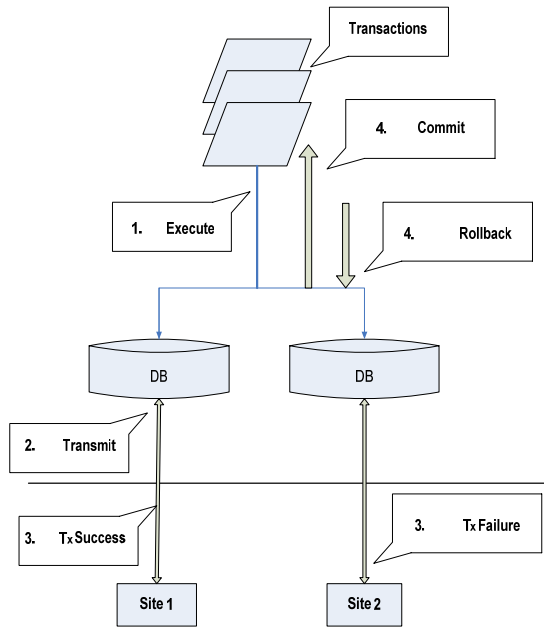 Transactions
4. Commit
1. Execute
4. Rollback
DB
DB
2. Transmit
3. Tx Success
3. Tx Failure
Site 1
Site 2